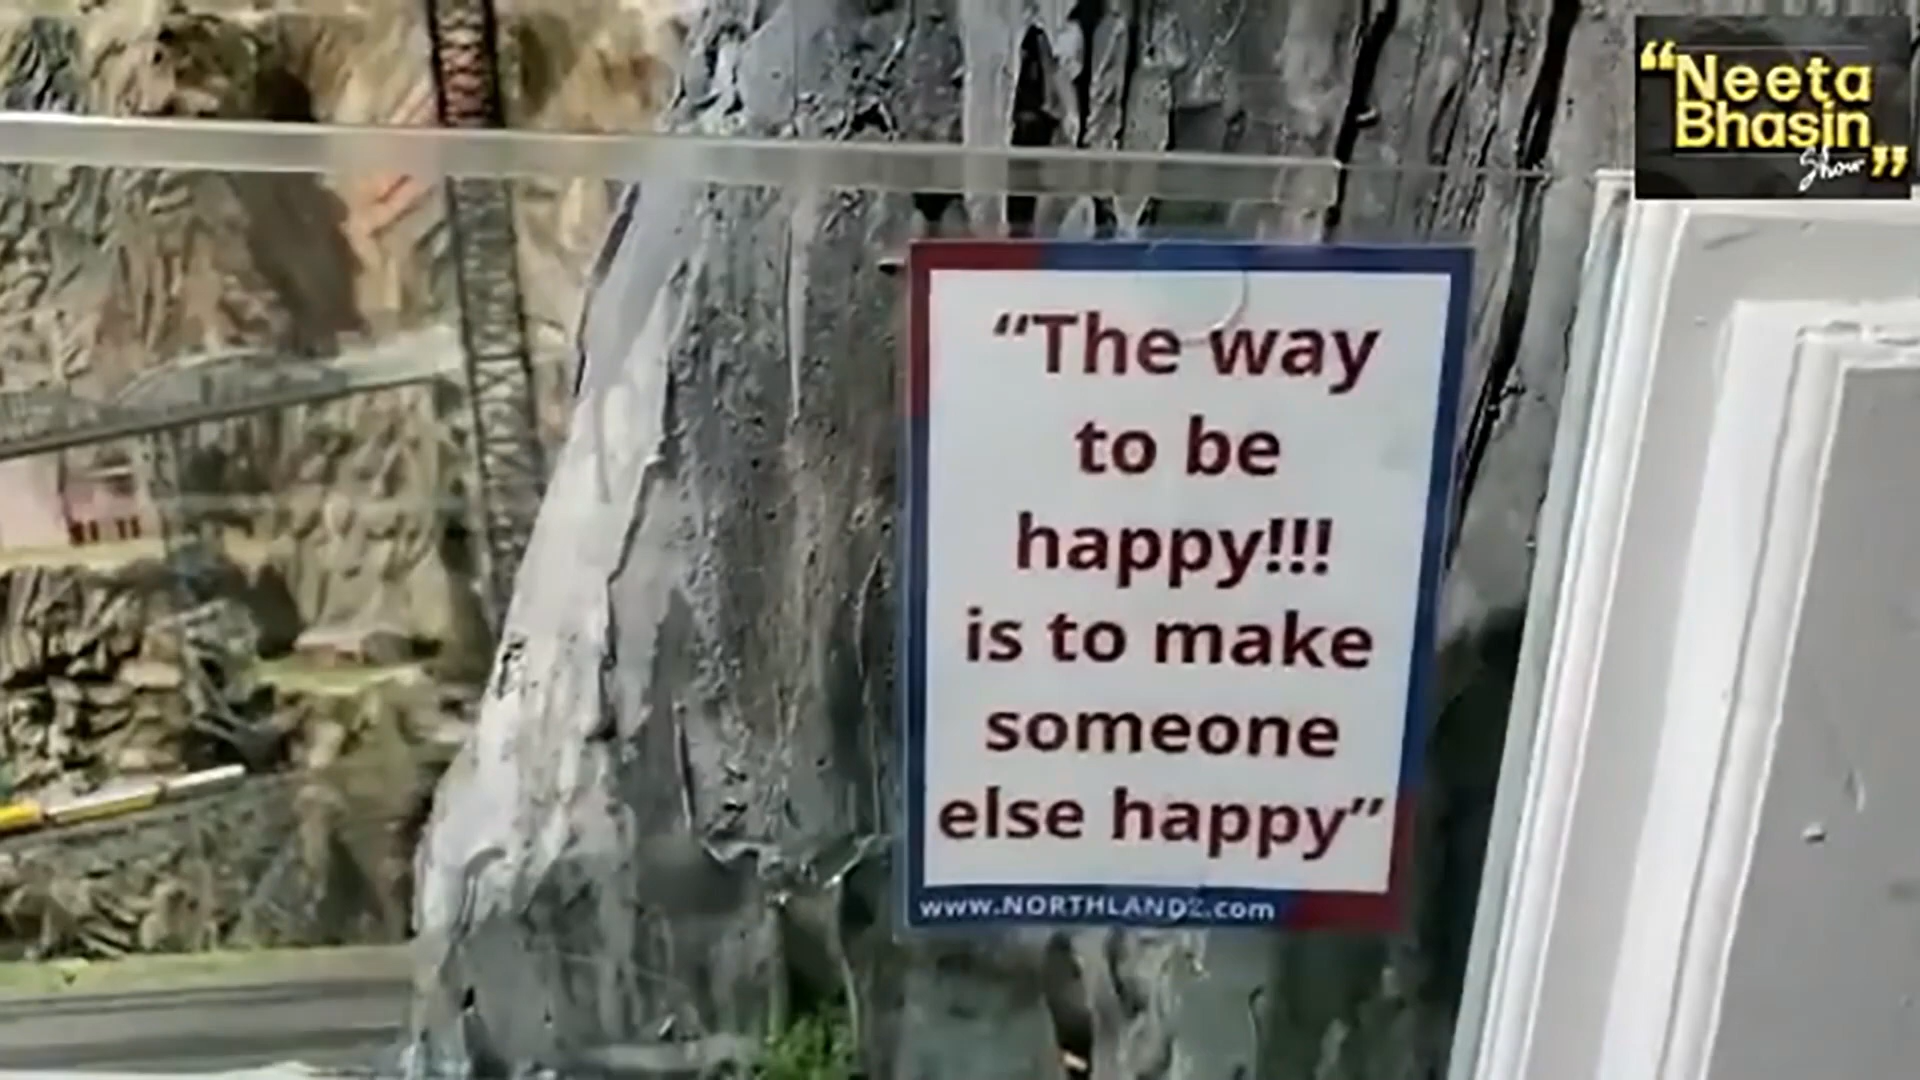 “Neeta
Bhasin
Show”
“The way
to be
happy!!!
is to make
someone
else happy”
www.NORTHLANDZ.com